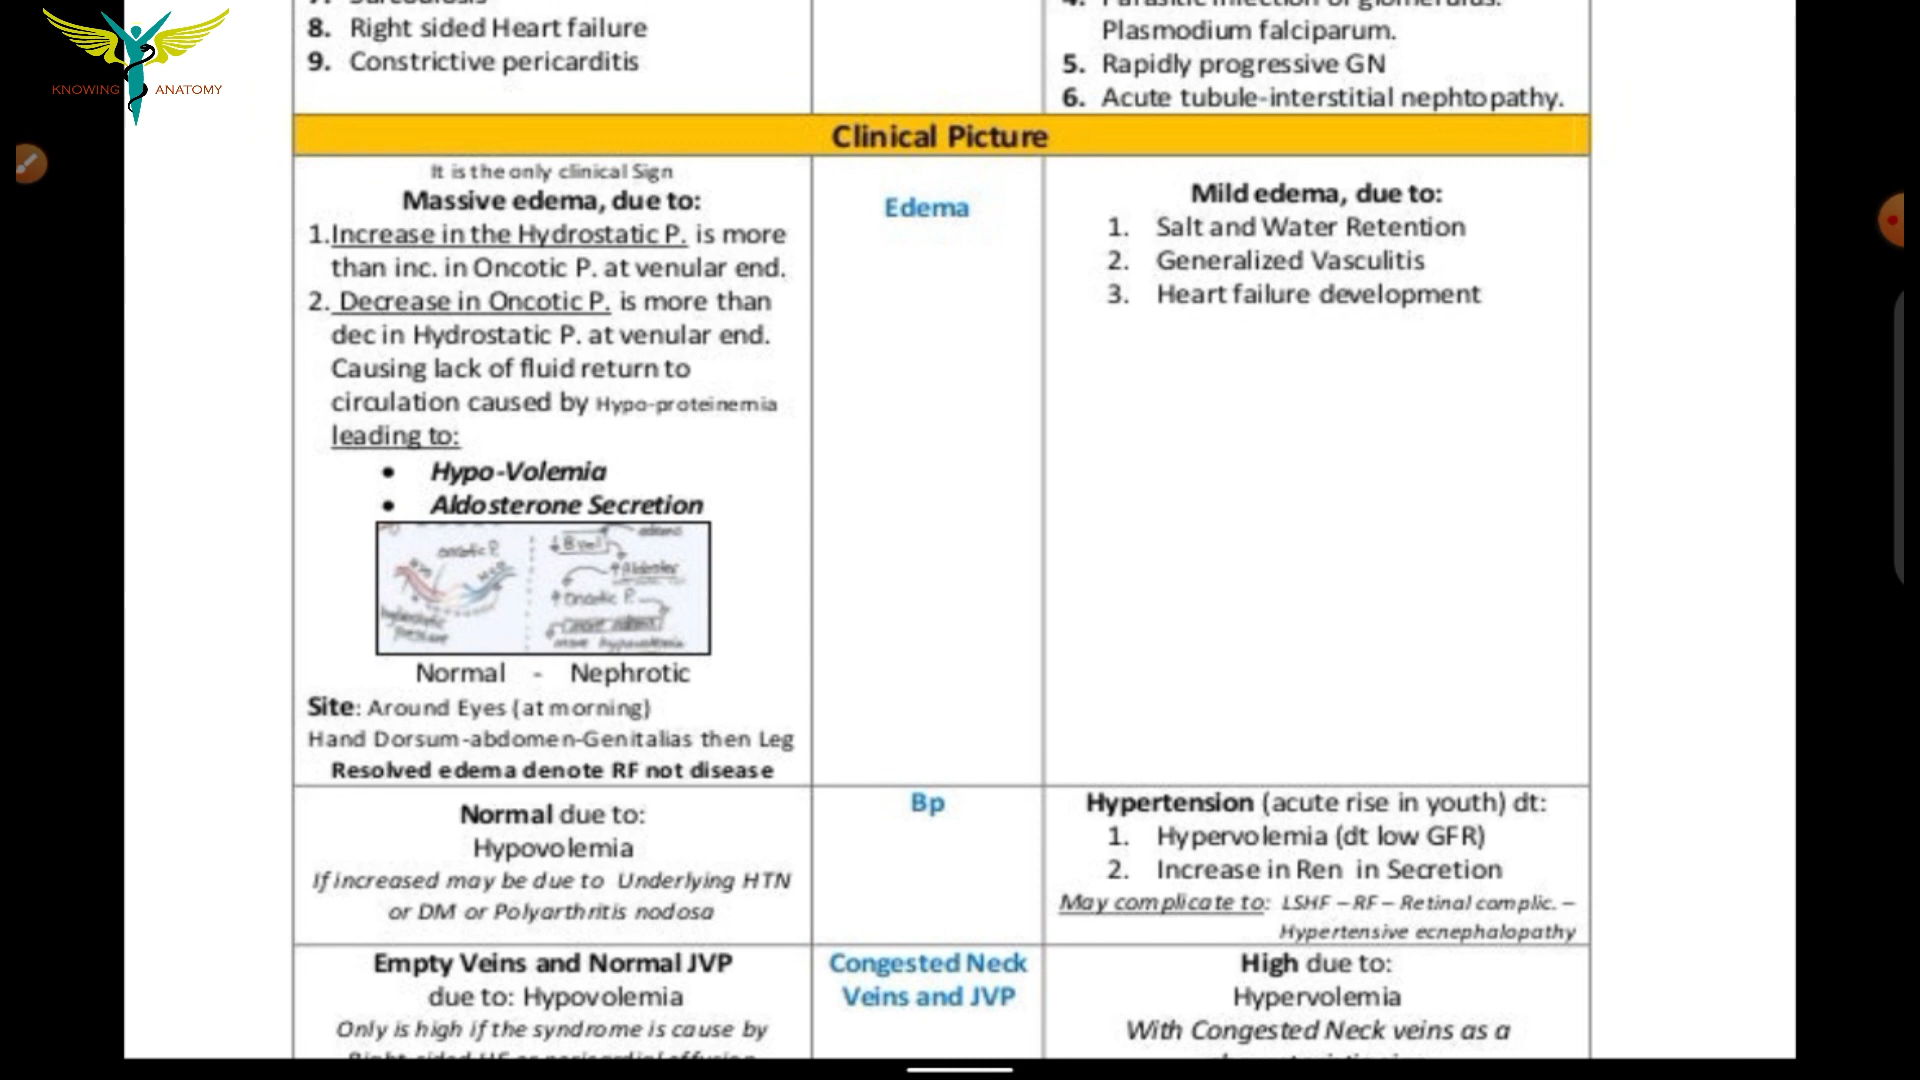 KNOWING ANATOMY
8. Right sided Heart failure
9. Constrictive pericarditis
Plasmodium falciparum.
5. Rapidly progressive GN
6. Acute tubule-interstitial nephtopathy.
Clinical Picture
It is the only clinical Sign
Massive edema, due to:
1.Increase in the Hydrostatic P. is more
than inc. in Oncotic P. at venular end.
2. Decrease in Oncotic P. is more than
dec in Hydrostatic P. at venular end.
Causing lack of fluid return to
circulation caused by Hypo-proteinemia
leading to:
• Hypo-Volemia
• Aldosterone Secretion
oncotic P.
Normal - Nephrotic
Site: Around Eyes (at morning)
Hand Dorsum-abdomen-Genitalias then Leg
Resolved edema denote RF not disease
Edema
Mild edema, due to:
1. Salt and Water Retention
2. Generalized Vasculitis
3. Heart failure development
Normal due to:
Hypovolemia
If increased may be due to Underlying HTN
or DM or Polyarthritis nodosa
Bp
Hypertension (acute rise in youth) dt:
1. Hypervolemia (dt low GFR)
2. Increase in Ren in Secretion
May complicate to: LSHF – RF – Retinal complic. –
Hypertensive ecnephalopathy
Empty Veins and Normal JVP
due to: Hypovolemia
Only is high if the syndrome is cause by
Congested Neck
Veins and JVP
High due to:
Hypervolemia
With Congested Neck veins as a